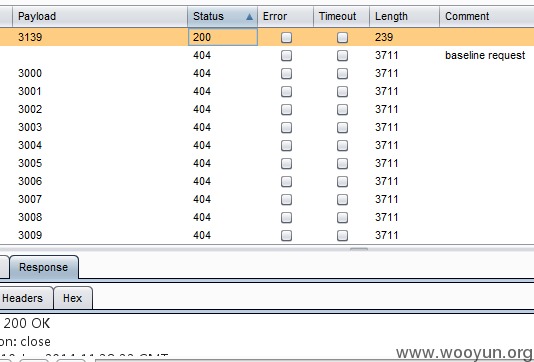 Payload Status Error Timeout Length Comment
3139 200 239
404 3711 baseline request
3000 404 3711
3001 404 3711
3002 404 3711
3003 404 3711
3004 404 3711
3005 404 3711
3006 404 3711
3007 404 3711
3008 404 3711
3009 404 3711
Response
Headers Hex
200 OK
on: close
www.wooyun.org